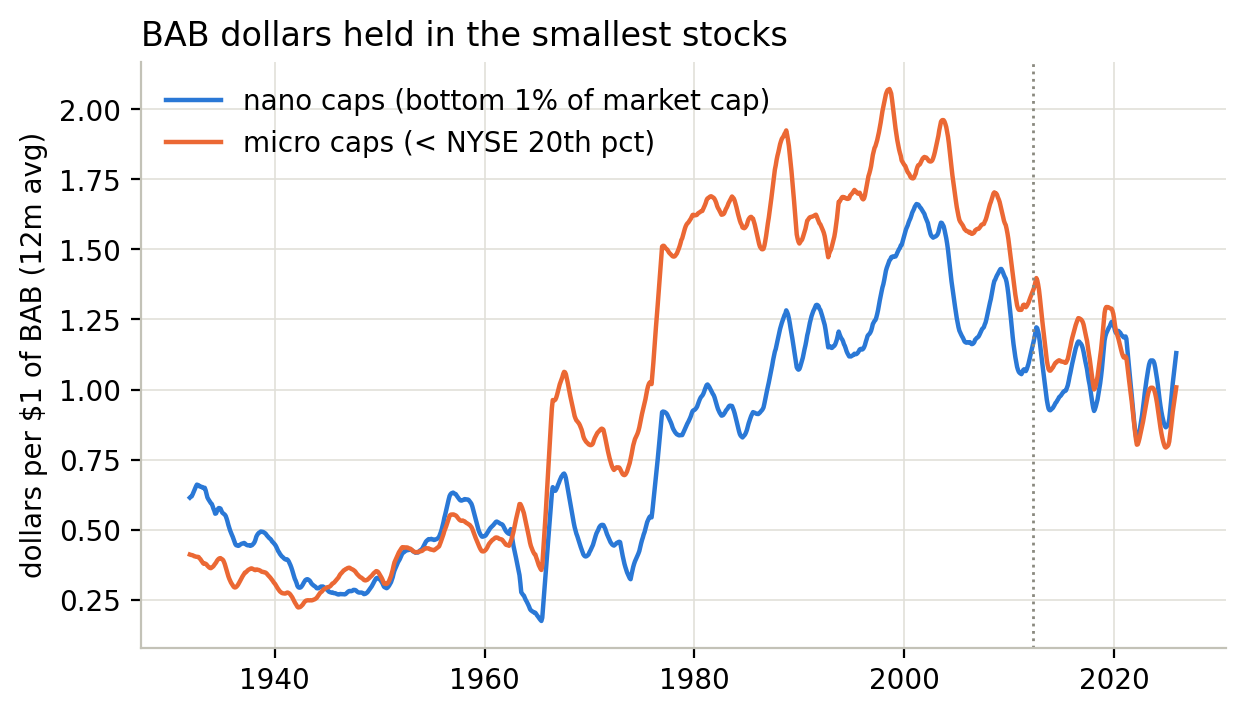 BAB dollars held in the smallest stocks
nano caps (bottom 1% of market cap)
micro caps (< NYSE 20th pct)
dollars per $1 of BAB (12m avg)
2.00
1.75
1.50
1.25
1.00
0.75
0.50
0.25
1940 1960 1980 2000 2020